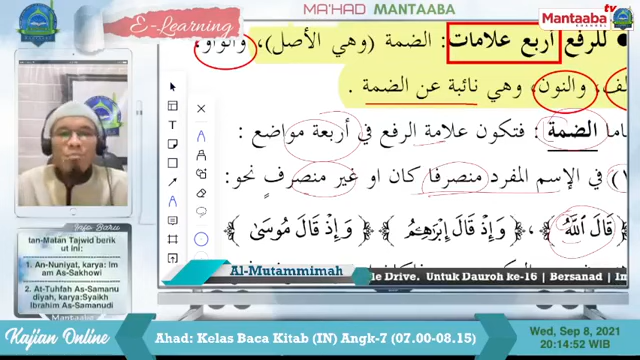 MA'HAD MANTAABA
E-Learning
Mantaaba tv
للرفع أربع علامات : الضمة (وهي الأصل)، والواو،
لف، والنون، وهي نائبة عن الضمة .
اما الضمة : فتكون علامة الرفع في أربعة مواضع :
في الإسم المفرد منصرفا كان او غير منصرفٍ نحو:
﴿قَالَ اللَّهُ﴾، ﴿وَإِذْ قَالَ إِبْرَٰهِـمُ﴾ ﴿وَإِذْ قَالَ مُوسَىٰ﴾
Info Baru
tan-Matan Tajwid berik
ut Ini:
1. An-Nuniyat, karya: Im
am As-Sakhowi
2. At-Tuhfah As-Samanu
diyah, karya:Syaikh
Ibrahim As-Samanudi
Mantaaba
Al-Mutammimah
le Drive. Untuk Dauroh ke-16 | Bersanad | In
Kajian Online
Ahad: Kelas Baca Kitab (IN) Angk-7 (07.00-08.15)
Wed, Sep 8, 2021
20:14:52 WIB